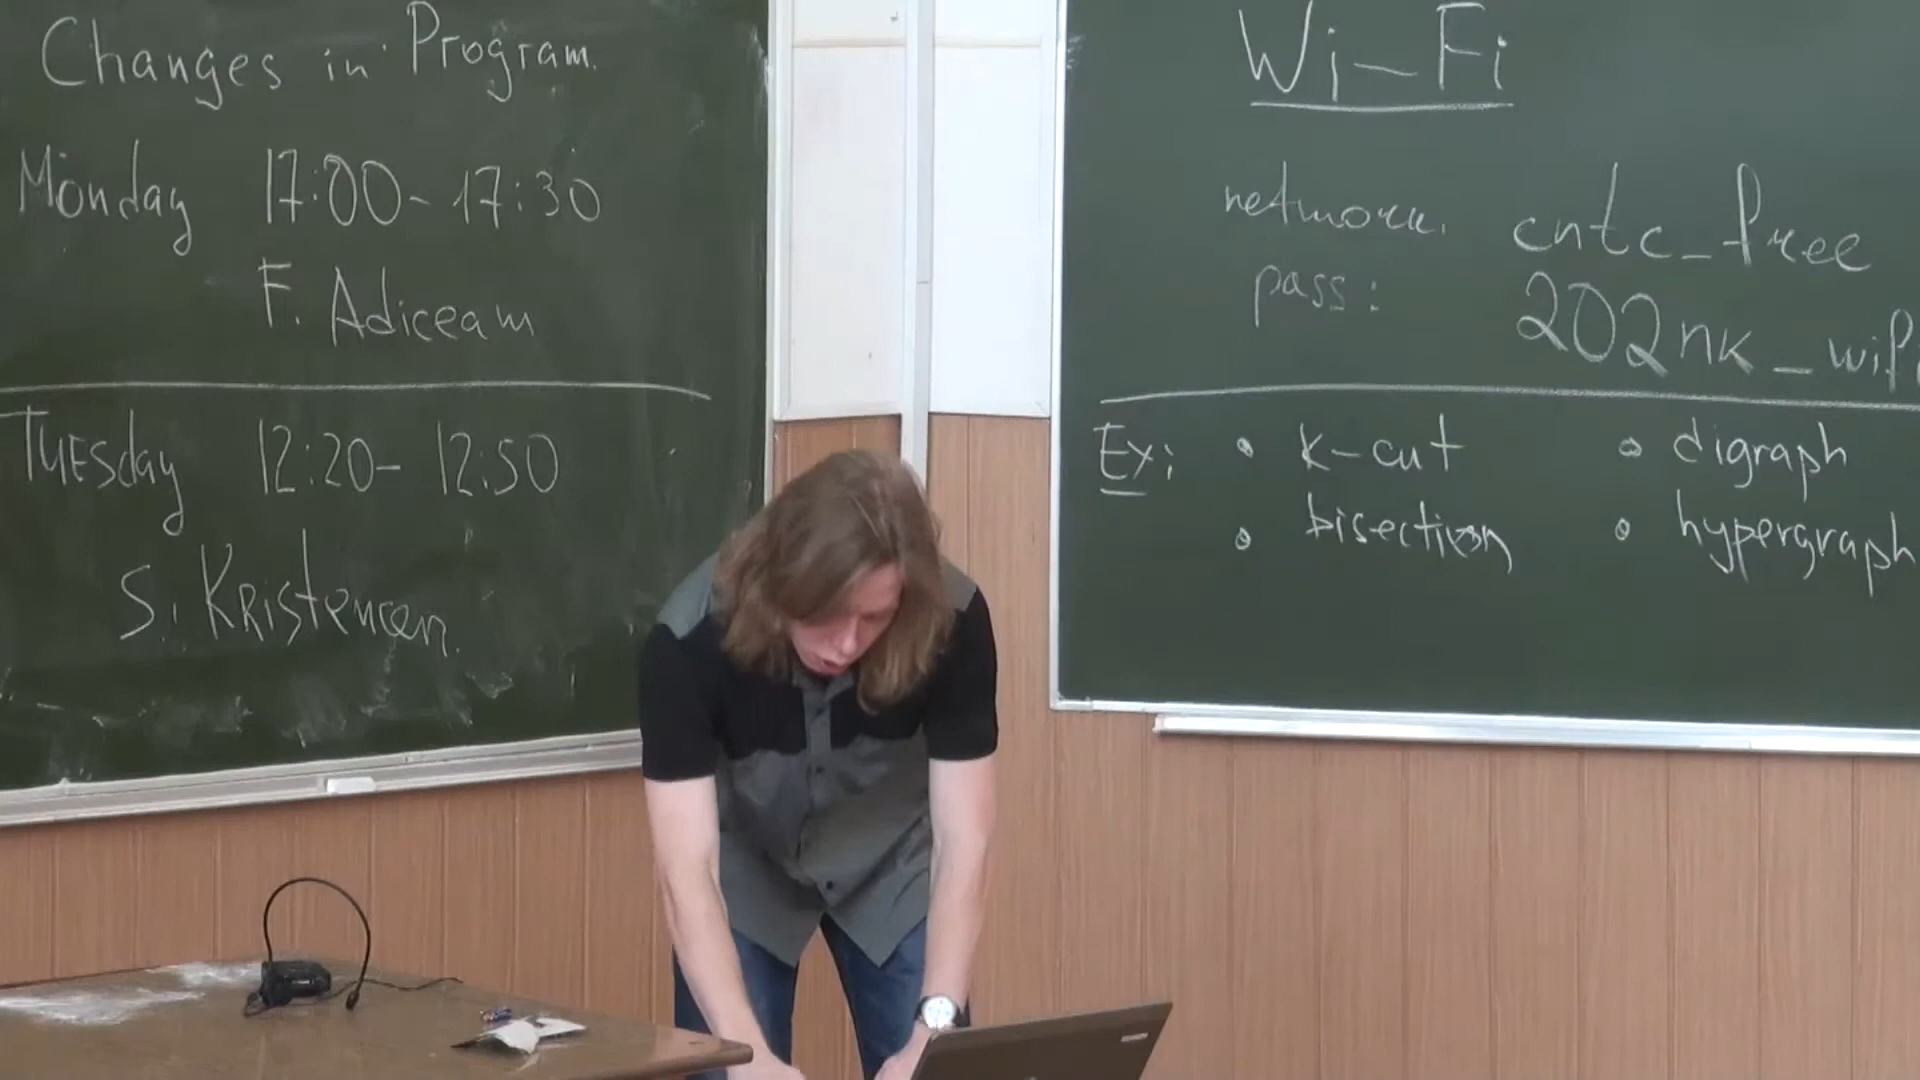 Changes in Program.
Monday 17:00-17:30
F. Adiceam
Tuesday 12:20-12:50
S. Kristencen.
Wi-Fi
network. cntc_free
pass: 202nk_wifi
Ex: • k-cut • digraph
• bisection • hypergraph